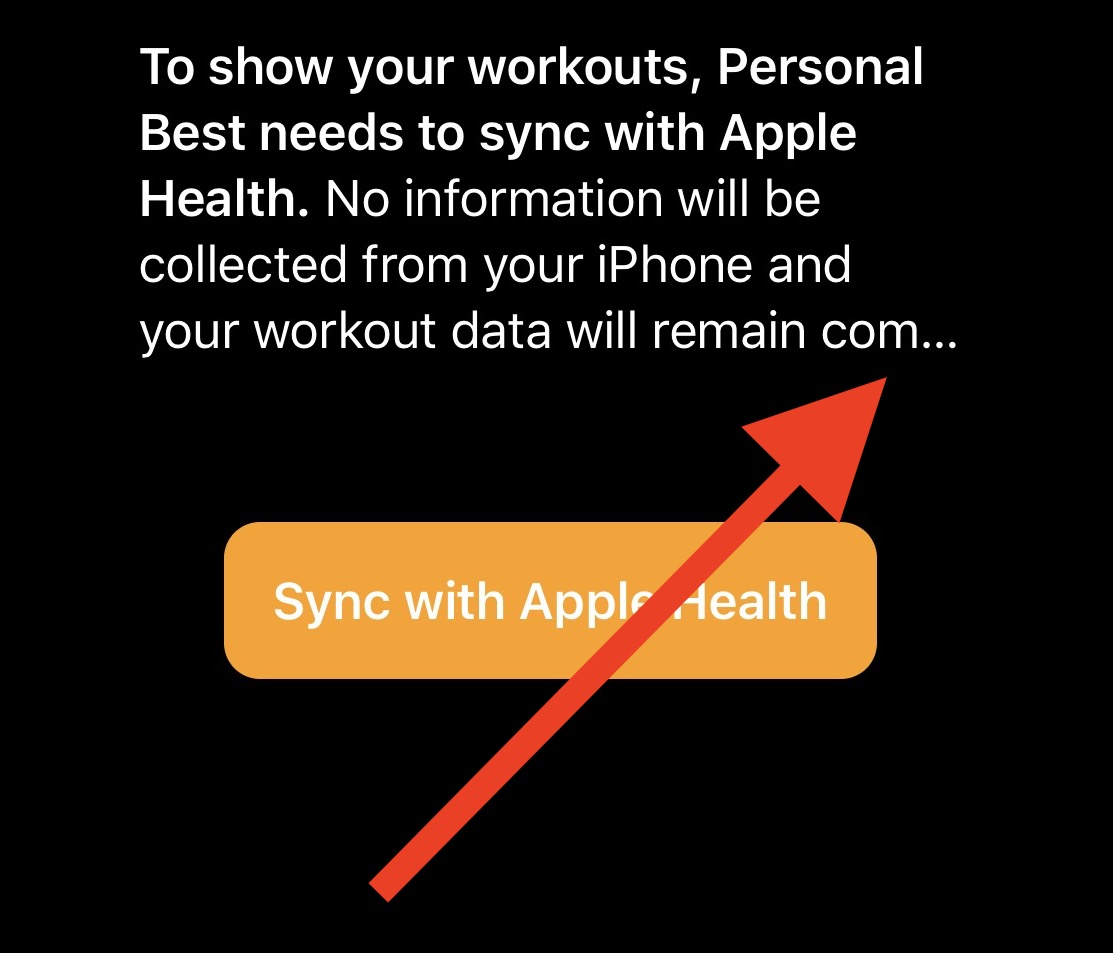 To show your workouts, Personal
Best needs to sync with Apple
Health. No information will be
collected from your iPhone and
your workout data will remain com...
Sync with Apple Health